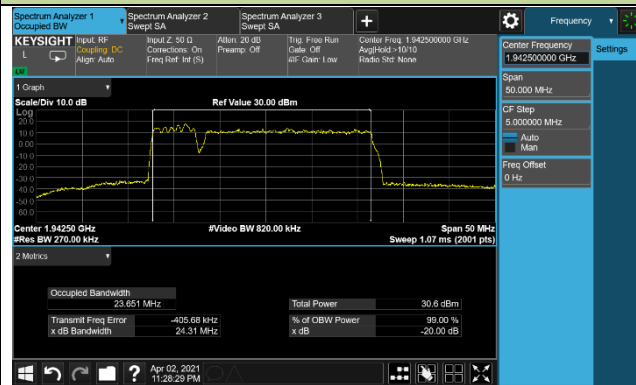 Spectrum Analyzer 1
Occupied BW
Spectrum Analyzer 2
Swept SA
Spectrum Analyzer 3
Swept SA
+
Frequency
KEYSIGHT
L
Input: RF
Coupling: DC
Align: Auto
Input Z: 50 Ω
Corrections: On
Freq Ref: Int (S)
Atten: 20 dB
Preamp: Off
Trig: Free Run
Gate: Off
#IF Gain: Low
Center Freq: 1.942500000 GHz
Avg|Hold:>10/10
Radio Std: None
Center Frequency
1.942500000 GHz
Settings
Span
50.000 MHz
CF Step
5.000000 MHz
Auto
Man
Freq Offset
0 Hz
1 Graph
Scale/Div 10.0 dB
Ref Value 30.00 dBm
Log
20.0
10.0
0.00
-10.0
-20.0
-30.0
-40.0
-50.0
-60.0
Center 1.94250 GHz
#Video BW 820.00 kHz
Span 50 MHz
#Res BW 270.00 kHz
Sweep 1.07 ms (2001 pts)
2 Metrics
Occupied Bandwidth
23.651 MHz
Total Power
30.6 dBm
Transmit Freq Error
-405.68 kHz
% of OBW Power
99.00 %
x dB Bandwidth
24.31 MHz
x dB
-20.00 dB
?
Apr 02, 2021
11:28:29 PM